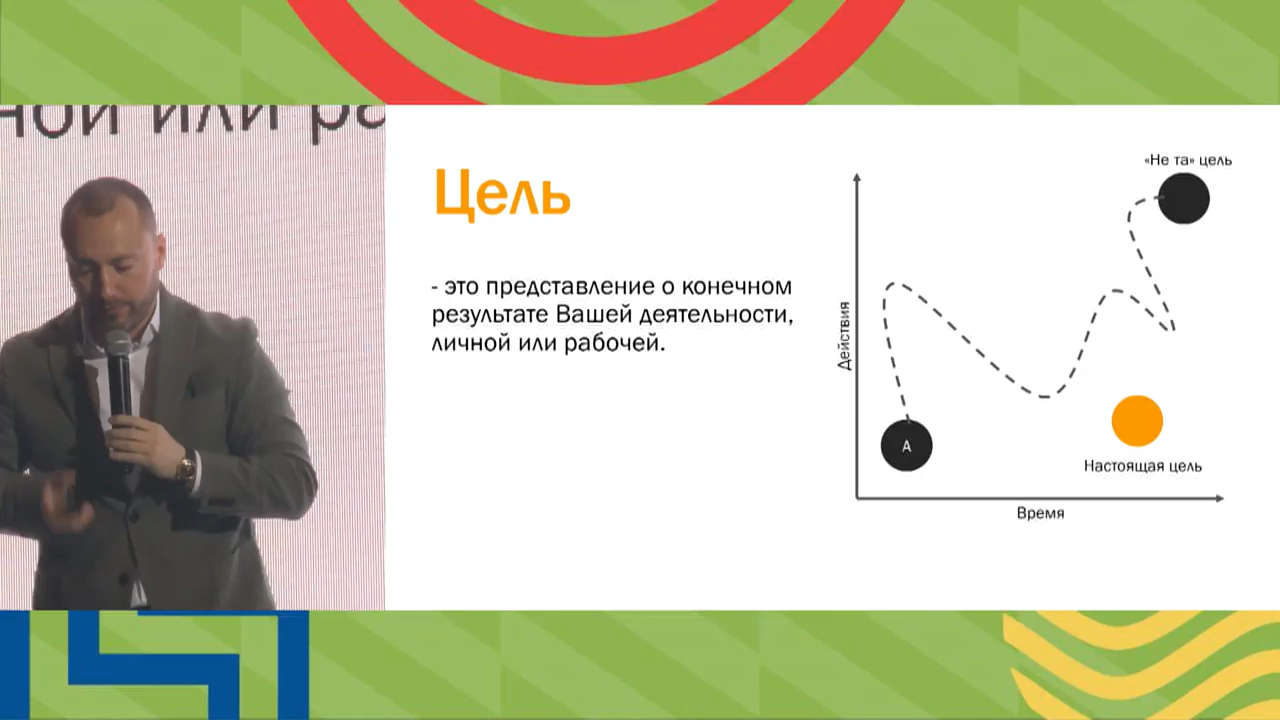 ной или ра
Цель
- это представление о конечном
результате Вашей деятельности,
личной или рабочей.
«Не та» цель
Действия
А
Настоящая цель
Время